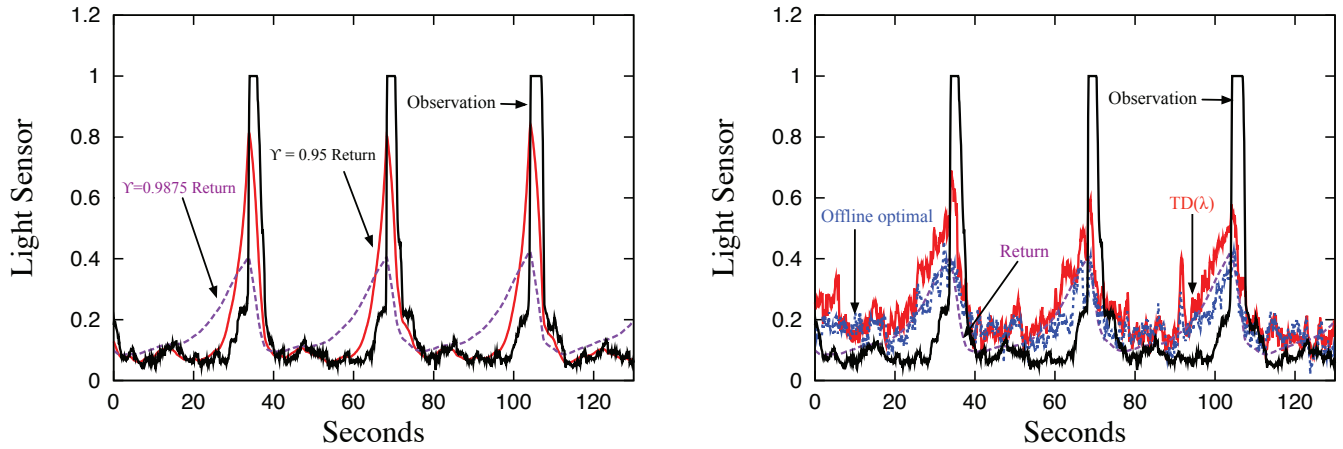 1.2
1
0.8
0.6
0.4
0.2
0
Light Sensor
Observation
ϒ = 0.95 Return
ϒ=0.9875 Return
0 20 40 60 80 100 120
Seconds
1.2
1
0.8
0.6
0.4
0.2
0
Light Sensor
Observation
TD(λ)
Offline optimal
Return
0 20 40 60 80 100 120
Seconds